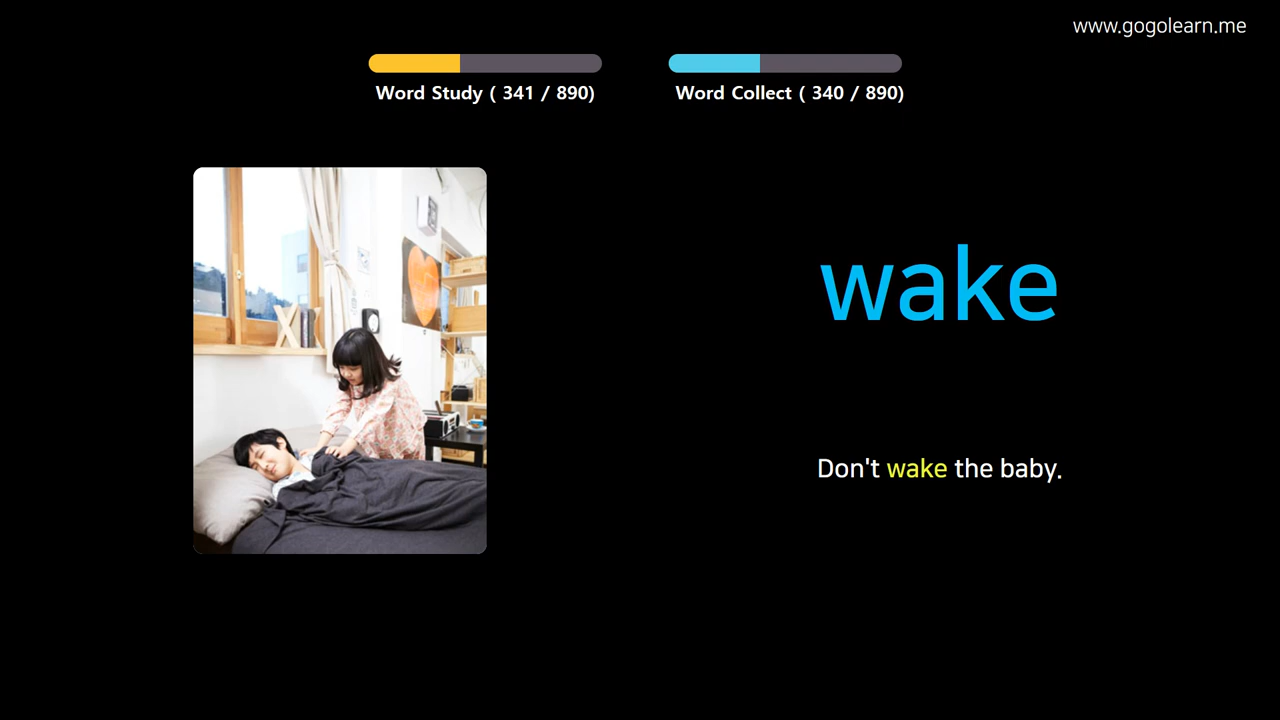 www.gogolearn.me
Word Study ( 341 / 890)
Word Collect ( 340 / 890)
wake
Don't wake the baby.